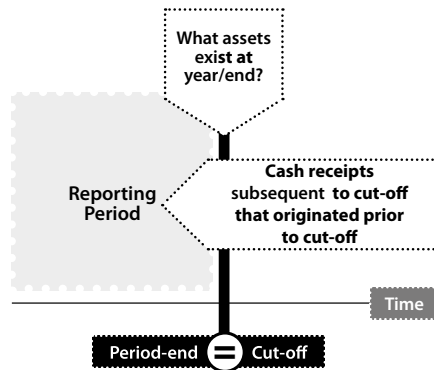 What assets
exist at
year/end?
Reporting
Period
Cash receipts
subsequent to cut-off
that originated prior
to cut-off
Time
Period-end = Cut-off